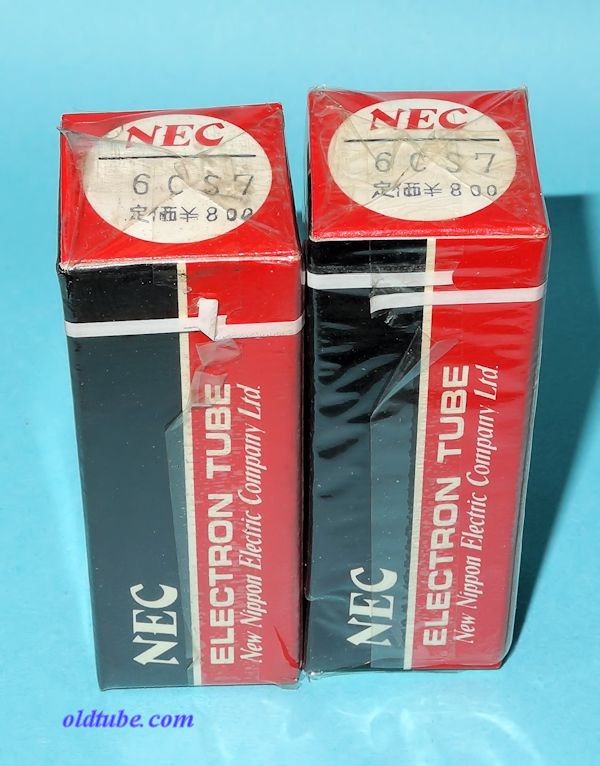 NEC
6CS7
定価¥800
NEC
6CS7
定価¥800
NEC
ELECTRON TUBE
New Nippon Electric Company Ltd.
NEC
ELECTRON TUBE
New Nippon Electric Company Ltd.
oldtube.com